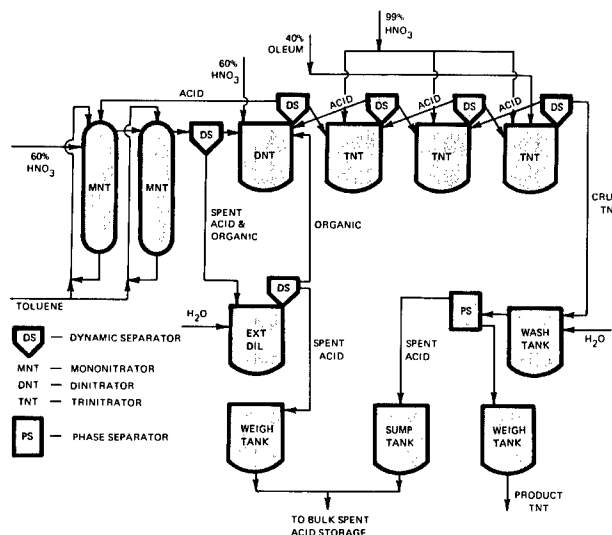 99%
HNO3
40%
OLEUM
60%
HNO3
ACID
ACID
ACID
ACID
DS
DS
DS
DS
DS
60%
HNO3
MNT
MNT
DNT
TNT
TNT
TNT
SPENT
ACID &
ORGANIC
ORGANIC
CRU
TN
TOLUENE
DS
H2O
EXT
DIL
SPENT
ACID
PS
SPENT
ACID
WASH
TANK
H2O
DS — DYNAMIC SEPARATOR
MNT — MONONITRATOR
DNT — DINITRATOR
TNT — TRINITRATOR
PS — PHASE SEPARATOR
WEIGH
TANK
SUMP
TANK
WEIGH
TANK
PRODUCT
TNT
TO BULK SPENT
ACID STORAGE